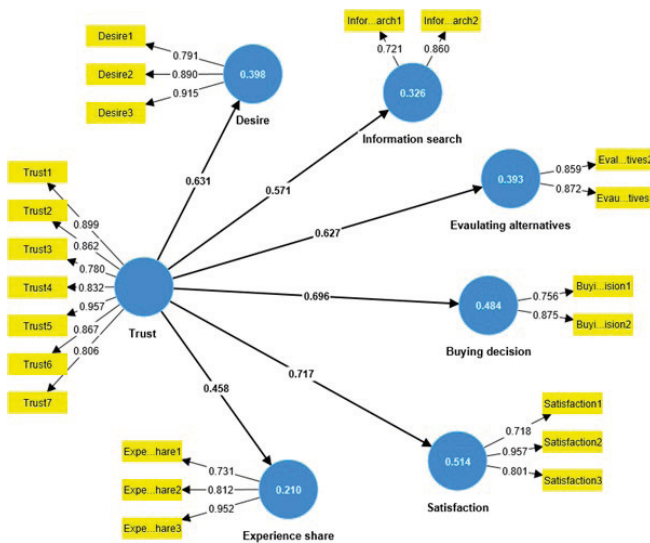 Desire1
Desire2
Desire3
0.791
0.890
0.915
0.398
Desire
Infor...arch1
Infor...arch2
0.721
0.860
0.326
Information search
0.631
0.571
0.393
Evaulating alternatives
0.859
0.872
Eval...tives2
Evau...tives
0.627
Trust1
Trust2
Trust3
Trust4
Trust5
Trust6
Trust7
0.899
0.862
0.780
0.832
0.957
0.867
0.806
Trust
0.696
0.484
Buying decision
0.756
0.875
Buyi...ision1
Buyi...ision2
0.717
0.458
0.514
Satisfaction
0.718
0.957
0.801
Satisfaction1
Satisfaction2
Satisfaction3
Expe...hare1
Expe...hare2
Expe...hare3
0.731
0.812
0.952
0.210
Experience share